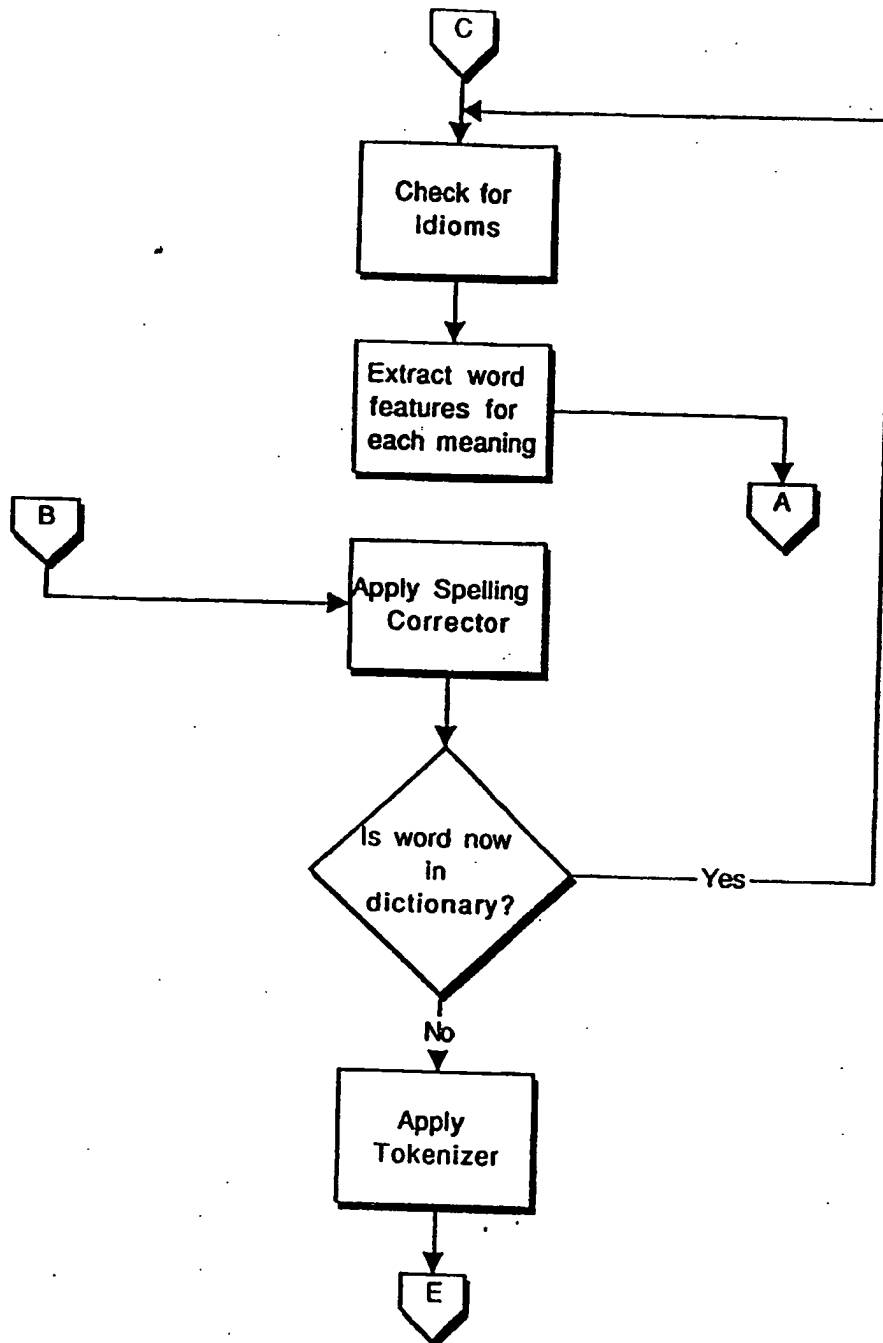 C
Check for
Idioms
Extract word
features for
each meaning
A
B
Apply Spelling
Corrector
Is word now
in
dictionary?
Yes
No
Apply
Tokenizer
E